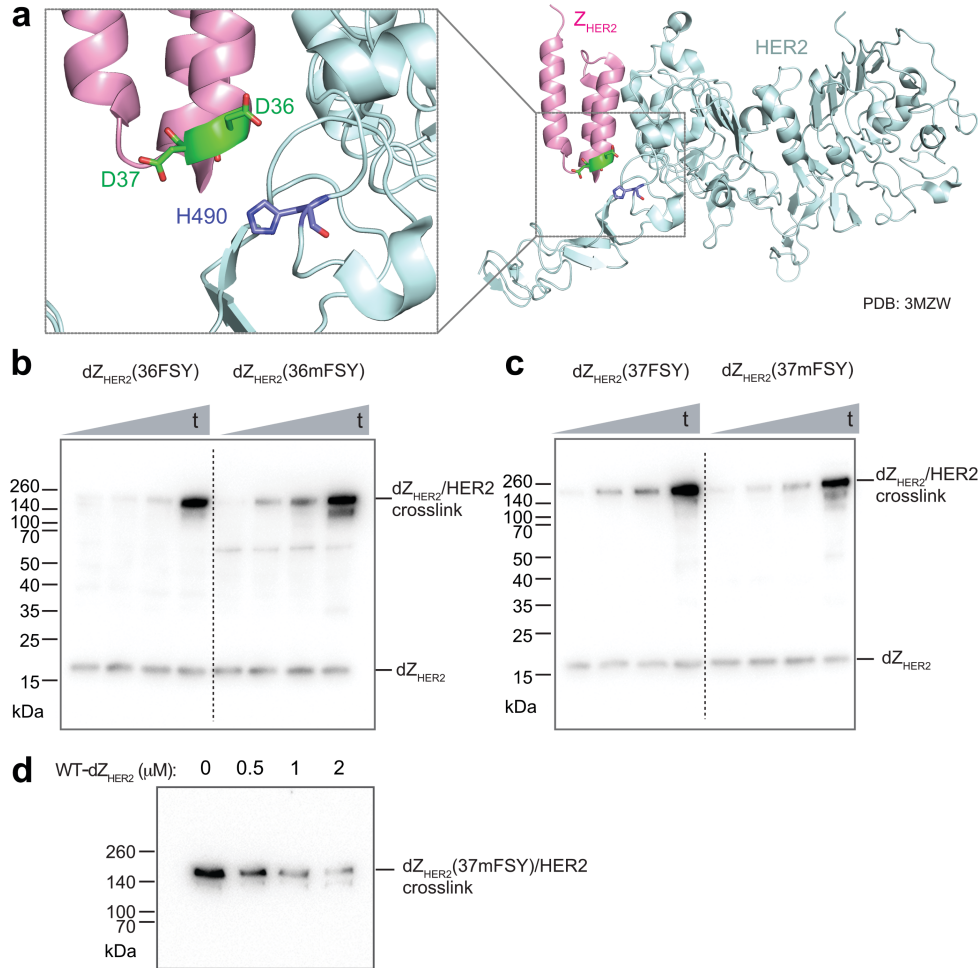 a
Z_HER2
HER2
D36
D37
H490
PDB: 3MZW
b
dZ_HER2(36FSY) dZ_HER2(36mFSY)
t t
260
140
100
70
50
40
35
25
15
kDa
dZ_HER2/HER2
crosslink
dZ_HER2
c
dZ_HER2(37FSY) dZ_HER2(37mFSY)
t t
260
140
100
70
50
40
35
25
15
kDa
dZ_HER2/HER2
crosslink
dZ_HER2
d
WT-dZ_HER2 (μM): 0 0.5 1 2
260
140
100
70
kDa
dZ_HER2(37mFSY)/HER2
crosslink